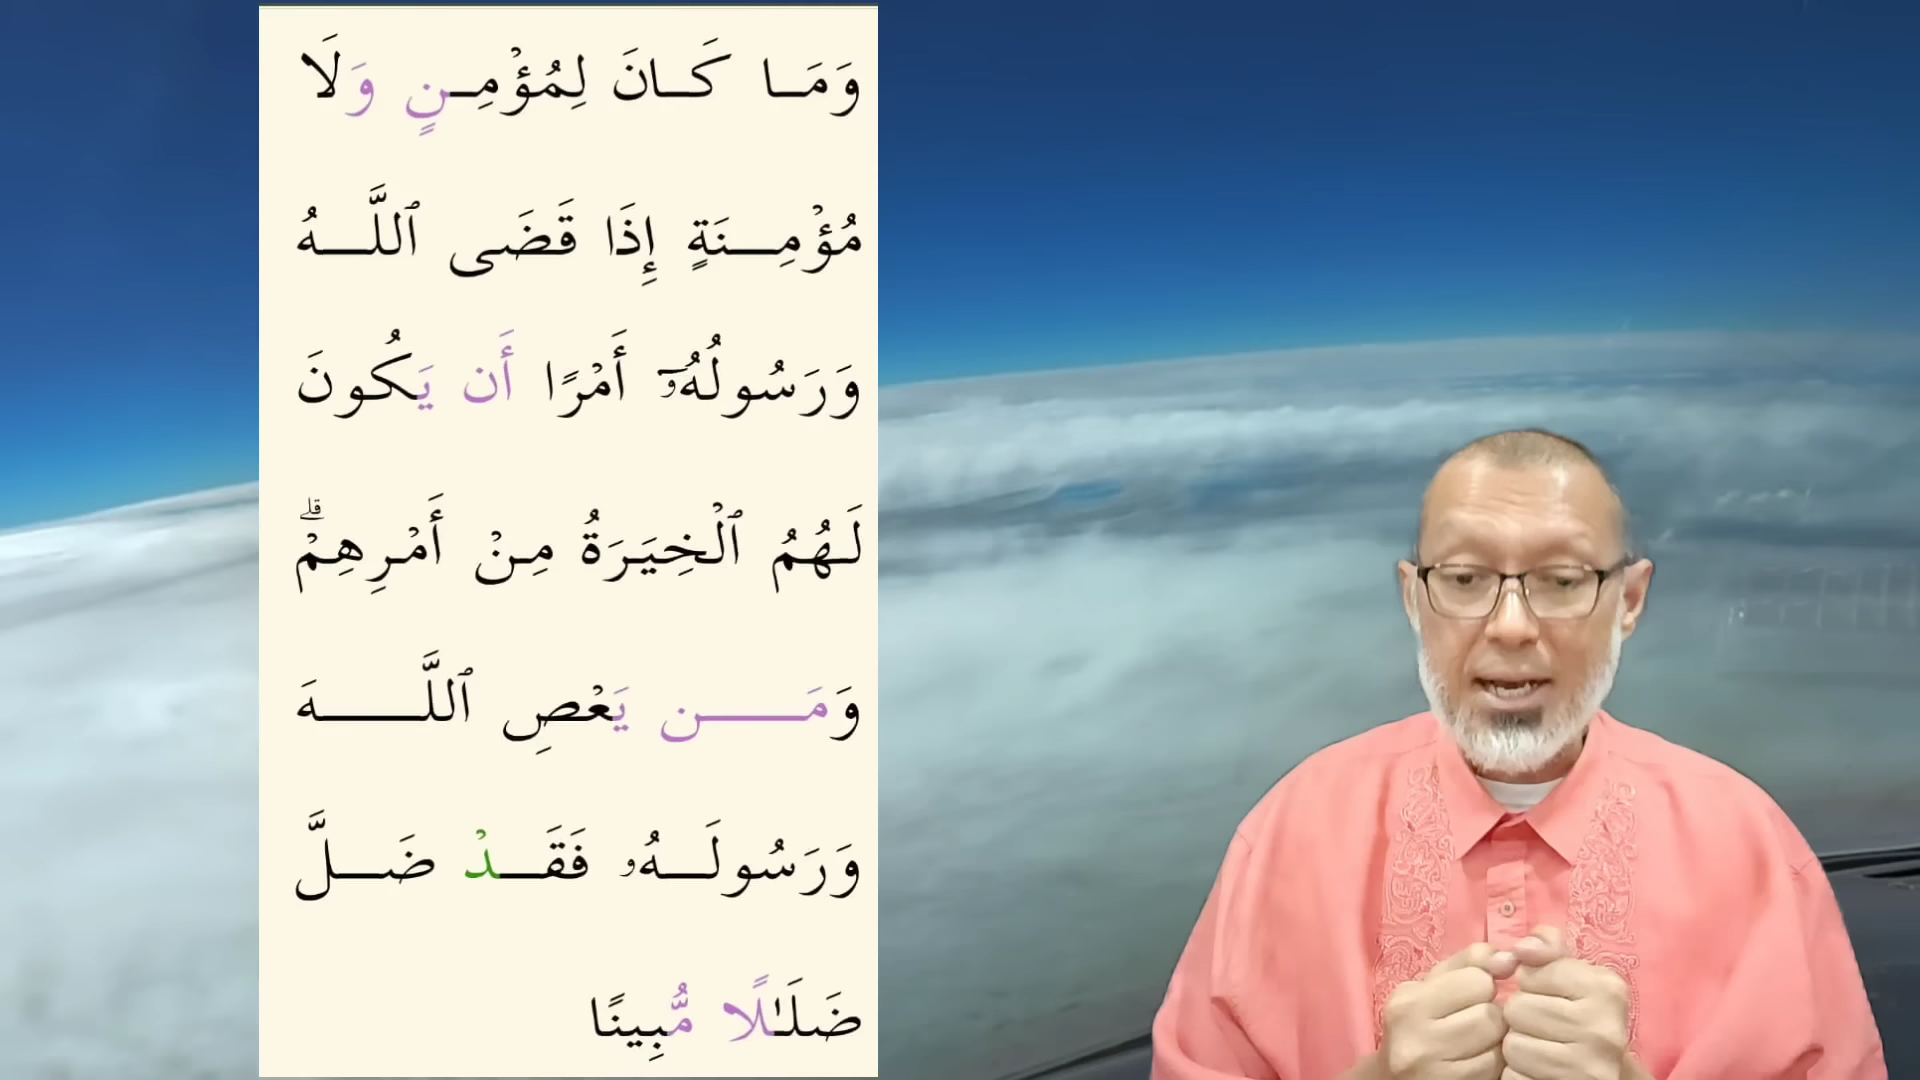 وَمَا كَانَ لِمُؤْمِنٍ وَلَا
مُؤْمِنَةٍ إِذَا قَضَى ٱللَّهُ
وَرَسُولُهُۥٓ أَمْرًا أَن يَكُونَ
لَهُمُ ٱلْخِيَرَةُ مِنْ أَمْرِهِمْ ۗ
وَمَن يَعْصِ ٱللَّهَ
وَرَسُولَهُۥ فَقَدْ ضَلَّ
ضَلَـٰلًا مُّبِينًا